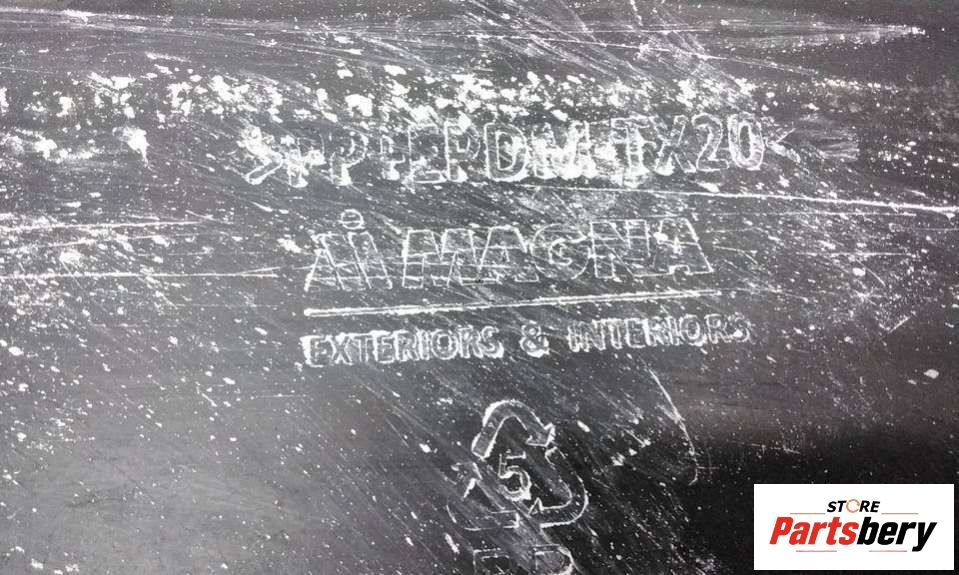 >PP+EPDM-TX20<
MAGNA
EXTERIORS & INTERIORS
5
STORE
Partsbery